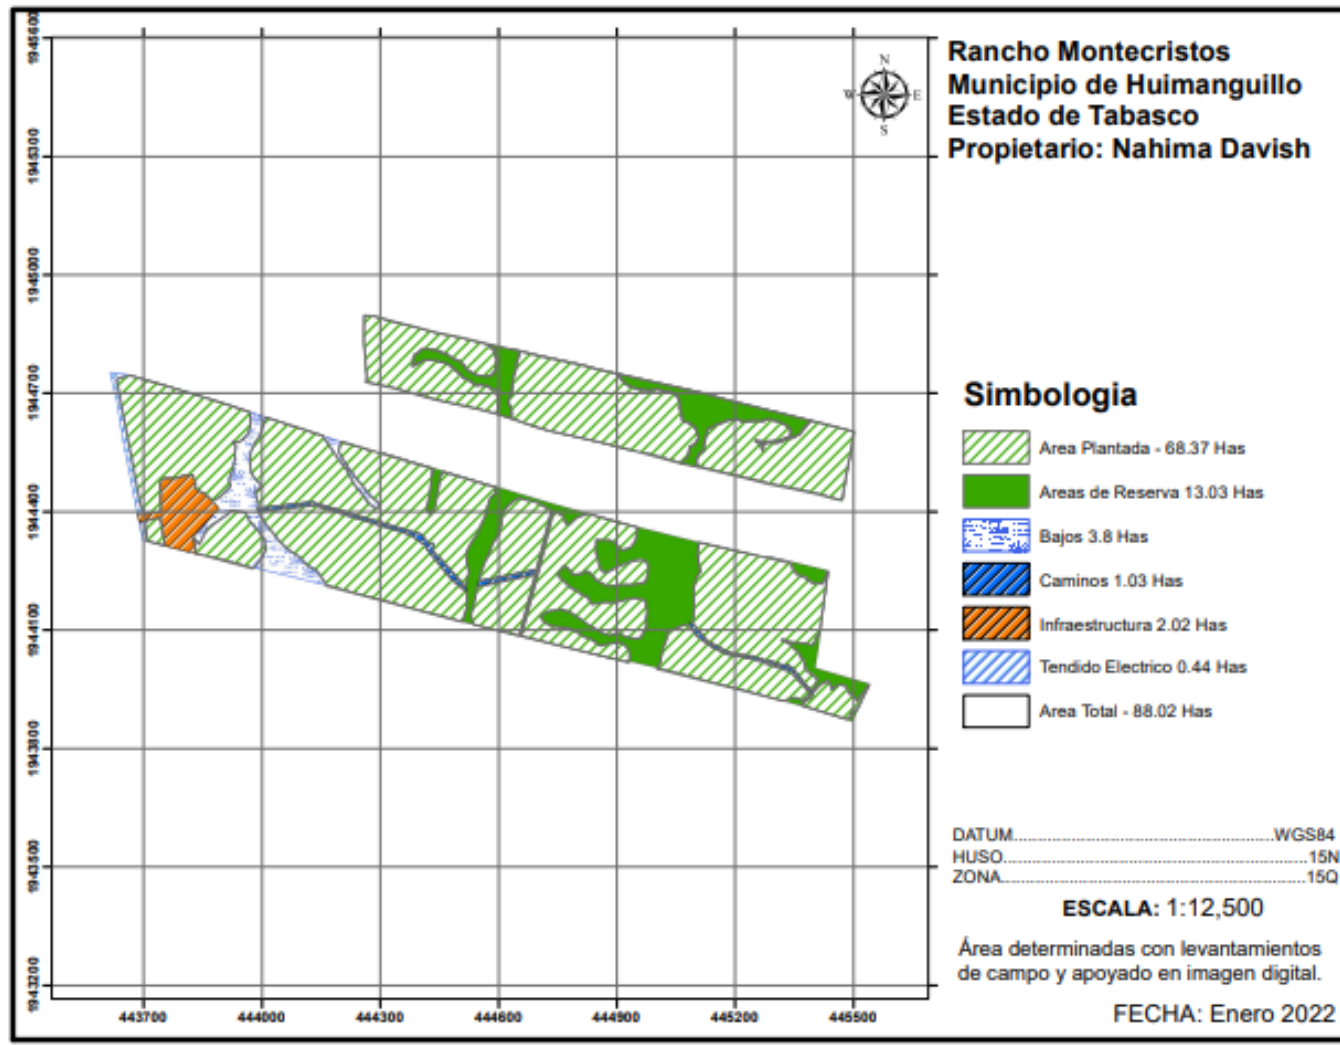 Rancho Montecristos
Municipio de Huimanguillo
Estado de Tabasco
Propietario: Nahima Davish
N
W
E
S
1945600
1945300
1945000
1944700
1944400
1944100
1943800
1943500
1943200
443700
444000
444300
444600
444900
445200
445500
Simbologia
Area Plantada - 68.37 Has
Areas de Reserva 13.03 Has
Bajos 3.8 Has
Caminos 1.03 Has
Infraestructura 2.02 Has
Tendido Electrico 0.44 Has
Area Total - 88.02 Has
DATUM..................................................WGS84
HUSO..........................................................15N
ZONA..........................................................15Q
ESCALA: 1:12,500
Área determinadas con levantamientos
de campo y apoyado en imagen digital.
FECHA: Enero 2022